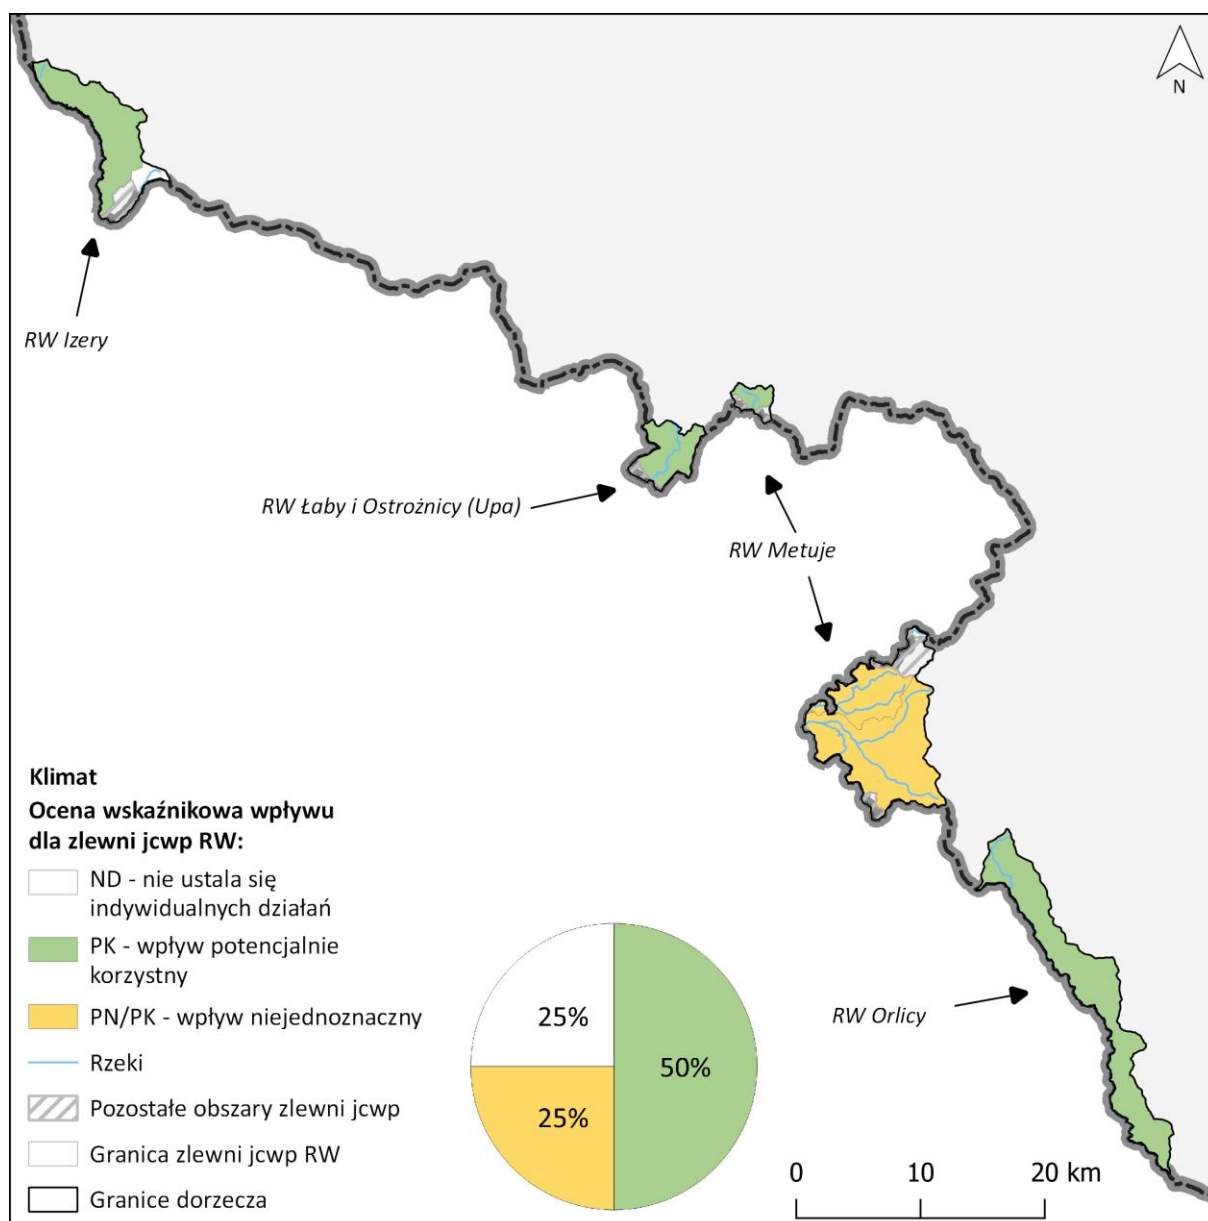 N
RW Izery
RW Łaby i Ostrożnicy (Upa)
RW Metuje
RW Orlicy
Klimat
Ocena wskaźnikowa wpływu
dla zlewni jcwp RW:
ND - nie ustala się
indywidualnych działań
PK - wpływ potencjalnie
korzystny
PN/PK - wpływ niejednoznaczny
Rzeki
Pozostałe obszary zlewni jcwp
Granica zlewni jcwp RW
Granice dorzecza
25%
50%
25%
0 10 20 km